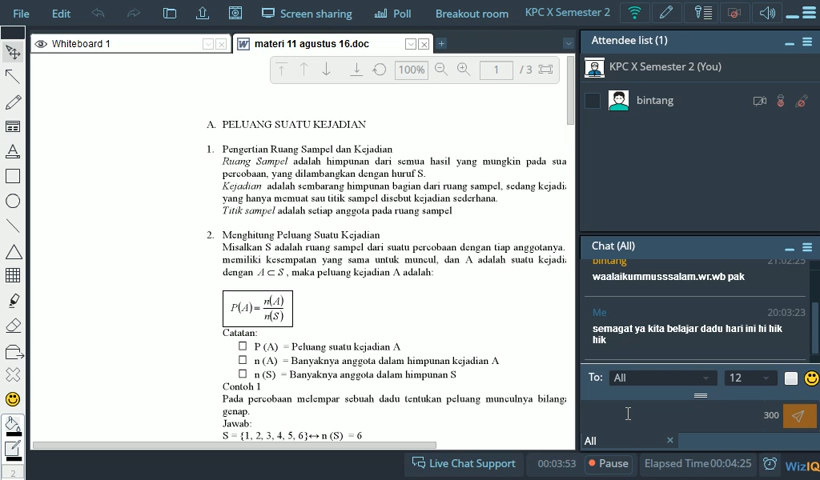 File Edit Screen sharing Poll Breakout room KPC X Semester 2
Whiteboard 1
materi 11 agustus 16.doc
100% 1 / 3
A. PELUANG SUATU KEJADIAN
1. Pengertian Ruang Sampel dan Kejadian
Ruang Sampel adalah himpunan dari semua hasil yang mungkin pada sua
percobaan, yang dilambangkan dengan huruf S.
Kejadian adalah sembarang himpunan bagian dari ruang sampel, sedang kejadi
yang hanya memuat sau titik sampel disebut kejadian sederhana.
Titik sampel adalah setiap anggota pada ruang sampel
2. Menghitung Peluang Suatu Kejadian
Misalkan S adalah ruang sampel dari suatu percobaan dengan tiap anggotanya
memiliki kesempatan yang sama untuk muncul, dan A adalah suatu kejadi
dengan A ⊂ S, maka peluang kejadian A adalah:
P(A)= n(A)
n(S)
Catatan:
P (A) = Peluang suatu kejadian A
n (A) = Banyaknya anggota dalam himpunan kejadian A
n (S) = Banyaknya anggota dalam himpunan S
Contoh 1
Pada percobaan melempar sebuah dadu tentukan peluang munculnya bilang
genap.
Jawab:
S = {1, 2, 3, 4, 5, 6}↔ n (S) = 6
2
Attendee list (1)
KPC X Semester 2 (You)
bintang
Chat (All)
bintang 21:02:25
waalaikummusssalam.wr.wb pak
Me 20:03:23
semagat ya kita belajar dadu hari ini hi hik
hik
To: All 12
300
All
Live Chat Support 00:03:53 Pause Elapsed Time 00:04:25 WizIQ